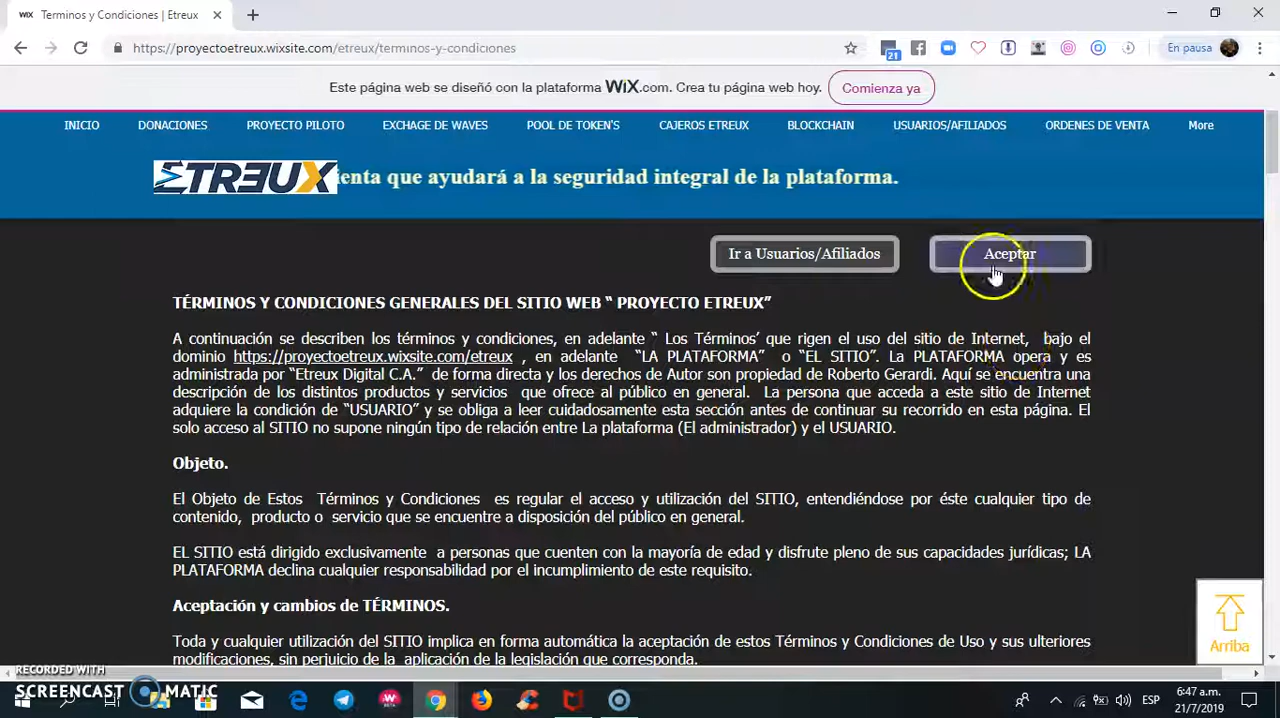 WiX Terminos y Condiciones | Etreux
https://proyectoetreux.wixsite.com/etreux/terminos-y-condiciones
21
En pausa
Este página web se diseñó con la plataforma WiX.com. Crea tu página web hoy. Comienza ya
INICIO DONACIONES PROYECTO PILOTO EXCHAGE DE WAVES POOL DE TOKEN'S CAJEROS ETREUX BLOCKCHAIN USUARIOS/AFILIADOS ORDENES DE VENTA More
ETREUX ienta que ayudará a la seguridad integral de la plataforma.
Ir a Usuarios/Afiliados Aceptar
TÉRMINOS Y CONDICIONES GENERALES DEL SITIO WEB “ PROYECTO ETREUX”
A continuación se describen los términos y condiciones, en adelante “ Los Términos’ que rigen el uso del sitio de Internet, bajo el
dominio https://proyectoetreux.wixsite.com/etreux , en adelante “LA PLATAFORMA” o “EL SITIO”. La PLATAFORMA opera y es
administrada por “Etreux Digital C.A.” de forma directa y los derechos de Autor son propiedad de Roberto Gerardi. Aquí se encuentra una
descripción de los distintos productos y servicios que ofrece al público en general. La persona que acceda a este sitio de Internet
adquiere la condición de “USUARIO” y se obliga a leer cuidadosamente esta sección antes de continuar su recorrido en esta página. El
solo acceso al SITIO no supone ningún tipo de relación entre La plataforma (El administrador) y el USUARIO.
Objeto.
El Objeto de Estos Términos y Condiciones es regular el acceso y utilización del SITIO, entendiéndose por éste cualquier tipo de
contenido, producto o servicio que se encuentre a disposición del público en general.
EL SITIO está dirigido exclusivamente a personas que cuenten con la mayoría de edad y disfrute pleno de sus capacidades jurídicas; LA
PLATAFORMA declina cualquier responsabilidad por el incumplimiento de este requisito.
Aceptación y cambios de TÉRMINOS.
Toda y cualquier utilización del SITIO implica en forma automática la aceptación de estos Términos y Condiciones de Uso y sus ulteriores
modificaciones, sin perjuicio de la aplicación de la legislación que corresponda.
Arriba
RECORDED WITH
SCREENCAST MATIC
ESP
6:47 a.m.
21/7/2019